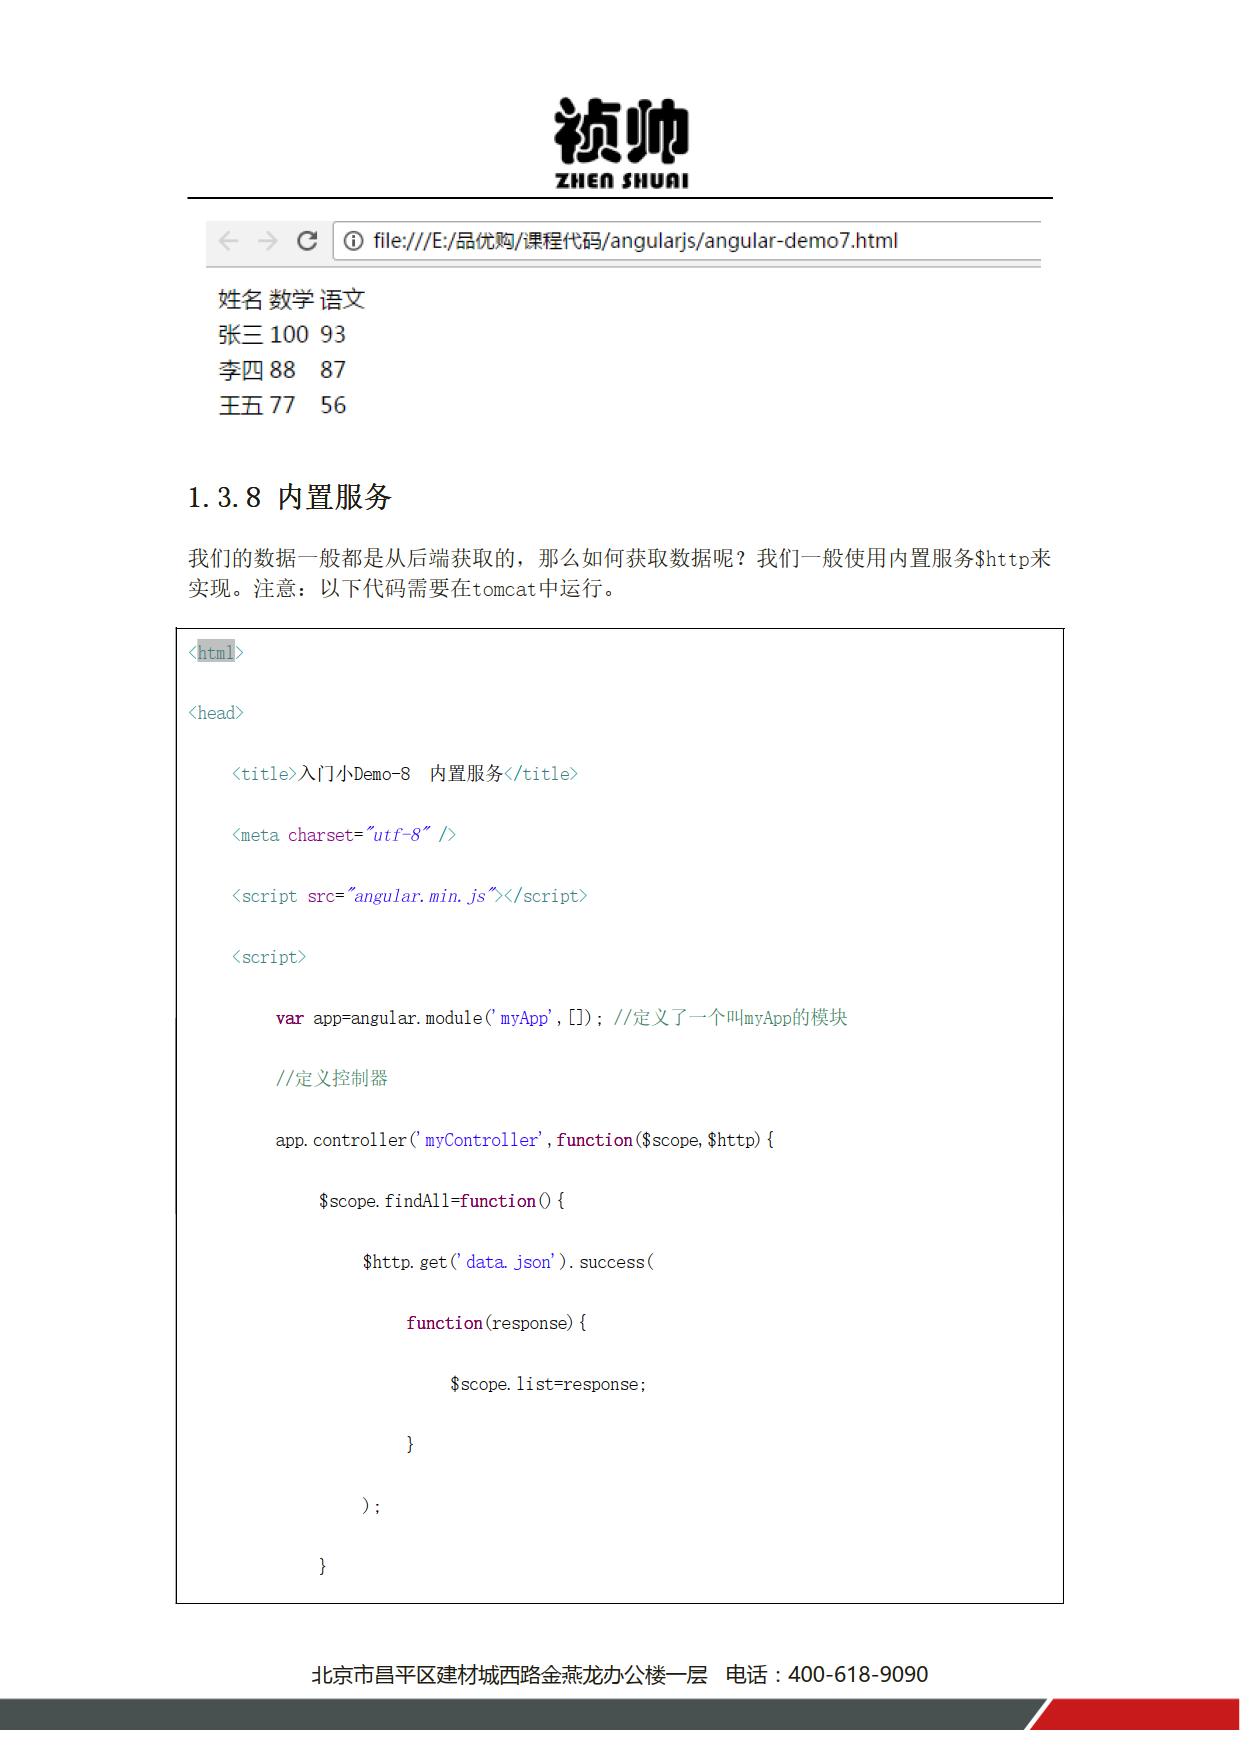 祯帅
ZHEN SHUAI
file:///E:/品优购/课程代码/angularjs/angular-demo7.html
姓名 数学 语文
张三 100 93
李四 88 87
王五 77 56
1.3.8 内置服务
我们的数据一般都是从后端获取的，那么如何获取数据呢？我们一般使用内置服务$http来
实现。注意：以下代码需要在tomcat中运行。
<html>
<head>
<title>入门小Demo-8  内置服务</title>
<meta charset="utf-8" />
<script src="angular.min.js"></script>
<script>
var app=angular.module('myApp',[]); //定义了一个叫myApp的模块
//定义控制器
app.controller('myController',function($scope,$http){
$scope.findAll=function(){
$http.get('data.json').success(
function(response){
$scope.list=response;
}
);
}
北京市昌平区建材城西路金燕龙办公楼一层 电话：400-618-9090